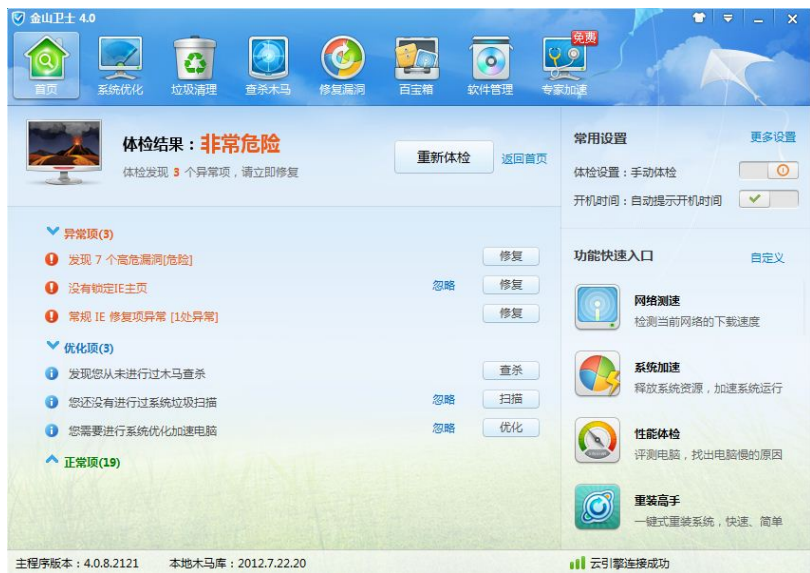 金山卫士 4.0
免费
首页 系统优化 垃圾清理 查杀木马 修复漏洞 百宝箱 软件管理 专家加速
体检结果：非常危险
体检发现 3 个异常项，请立即修复
重新体检 返回首页
异常项(3)
发现 7 个高危漏洞[危险] 修复
没有锁定IE主页 忽略 修复
常规 IE 修复项异常 [1处异常] 修复
优化项(3)
发现您从未进行过木马查杀 查杀
您还没有进行过系统垃圾扫描 忽略 扫描
您需要进行系统优化加速电脑 忽略 优化
正常项(19)
常用设置 更多设置
体检设置：手动体检
开机时间：自动提示开机时间
功能快速入口 自定义
网络测速
检测当前网络的下载速度
系统加速
释放系统资源，加速系统运行
性能体检
评测电脑，找出电脑慢的原因
重装高手
一键式重装系统，快速、简单
主程序版本：4.0.8.2121 本地木马库：2012.7.22.20 云引擎连接成功